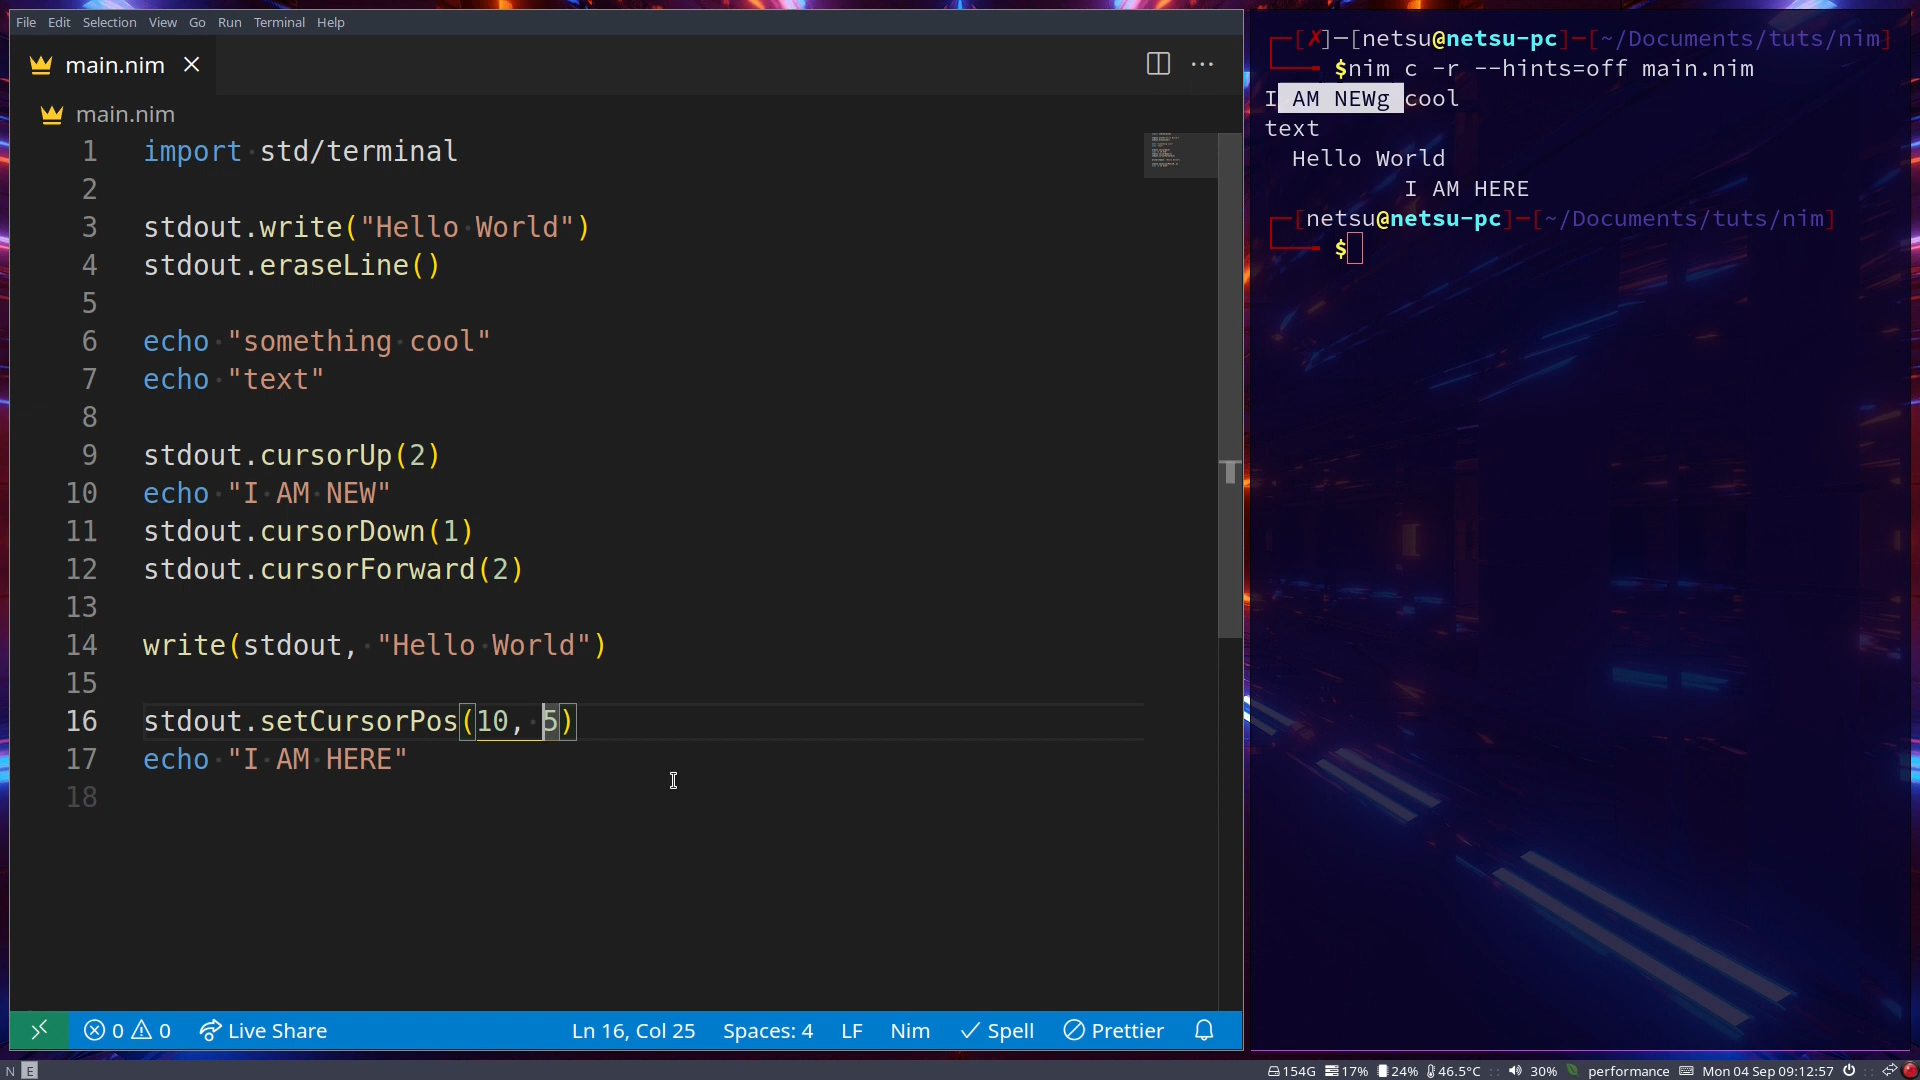 File Edit Selection View Go Run Terminal Help
main.nim
main.nim
1 import std/terminal
2
3 stdout.write("Hello World")
4 stdout.eraseLine()
5
6 echo "something cool"
7 echo "text"
8
9 stdout.cursorUp(2)
10 echo "I AM NEW"
11 stdout.cursorDown(1)
12 stdout.cursorForward(2)
13
14 write(stdout, "Hello World")
15
16 stdout.setCursorPos(10, 5)
17 echo "I AM HERE"
18
0 0 Live Share Ln 16, Col 25 Spaces: 4 LF Nim Spell Prettier
[✗]─[netsu@netsu-pc]─[~/Documents/tuts/nim]
$nim c -r --hints=off main.nim
I AM NEWg cool
text
Hello World
I AM HERE
[netsu@netsu-pc]─[~/Documents/tuts/nim]
$
N E 154G 17% 24% 46.5°C 30% performance Mon 04 Sep 09:12:57